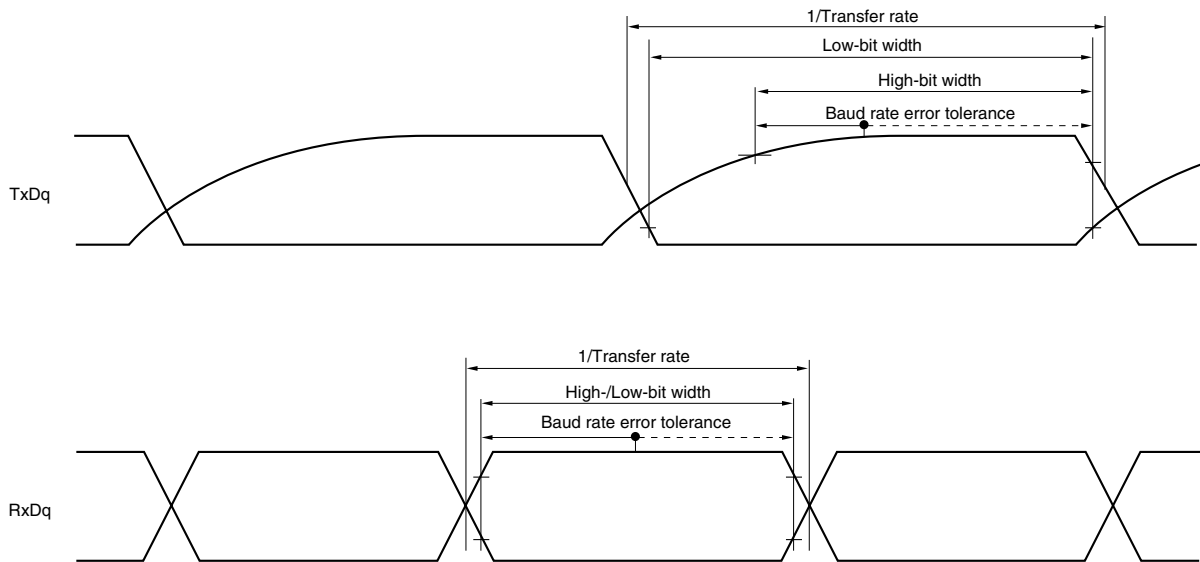 1/Transfer rate
Low-bit width
High-bit width
Baud rate error tolerance
TxDq
1/Transfer rate
High-/Low-bit width
Baud rate error tolerance
RxDq